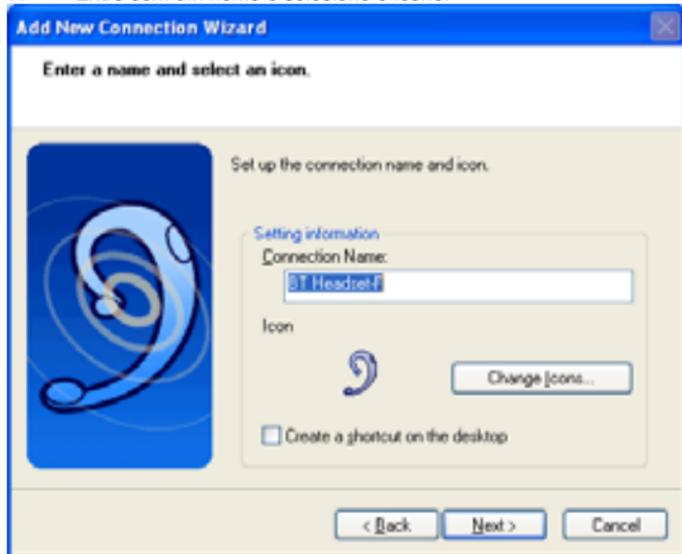 Add New Connection Wizard
Enter a name and select an icon.
Set up the connection name and icon.
Setting information
Connection Name:
BT Headset-F
Icon
Change Icons...
Create a shortcut on the desktop
< Back
Next >
Cancel